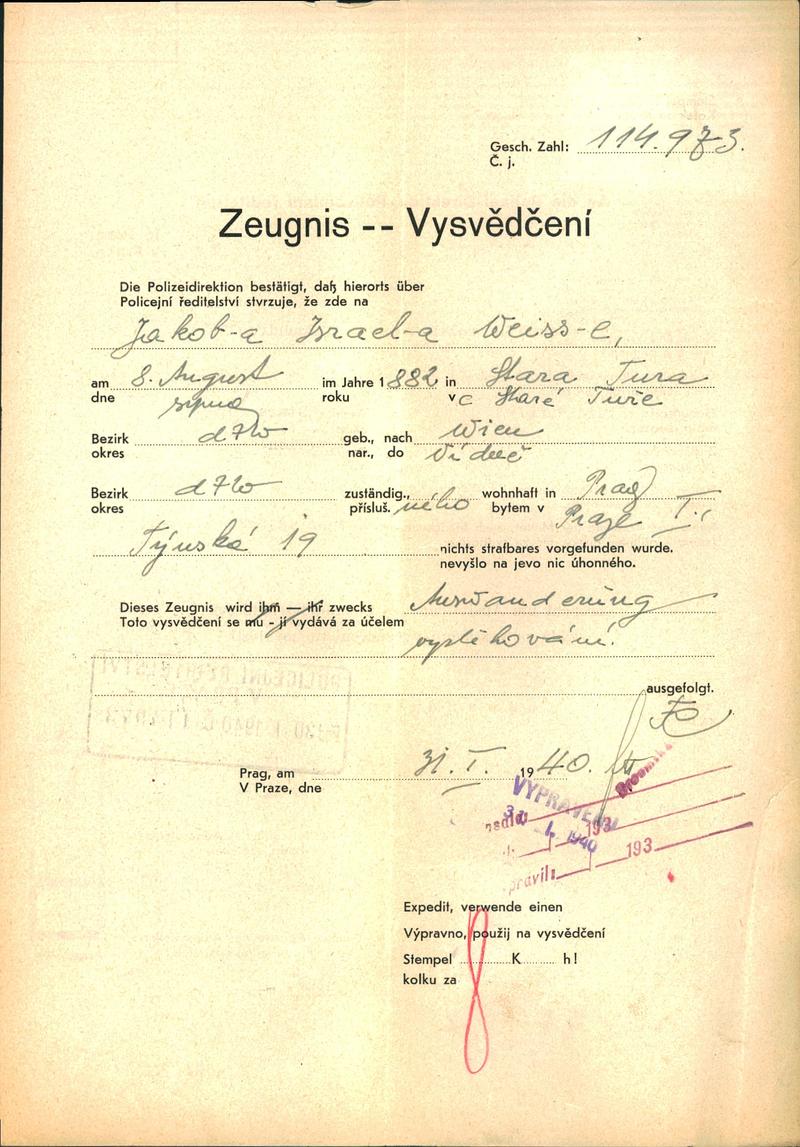 Gesch. Zahl: 114.973.
Č. j.
Zeugnis -- Vysvědčení
Die Polizeidirektion bestätigt, daß hierorts über
Policejní ředitelství stvrzuje, že zde na
Jakob-a Israel-a Weiss-e,
am 8. August im Jahre 1882 in Stara Tura
dne srpna roku v Staré Tuře
Bezirk dtto geb., nach Wien
okres nar., do Vídně
Bezirk dtto zuständig., wohnhaft in Prag
okres přísluš. ného bytem v Praze I.,
Týnská 19 nichts strafbares vorgefunden wurde.
nevyšlo na jevo nic úhonného.
Dieses Zeugnis wird ihm — ihr zwecks Auswanderung
Toto vysvědčení se mu - jí vydává za účelem
vystěhování.
ausgefolgt.
Prag, am 31. I. 1940.
V Praze, dne
VYPRAVENO
1940
193
193
Expedit, verwende einen
Výpravno, použij na vysvědčení
Stempel K h!
kolku za